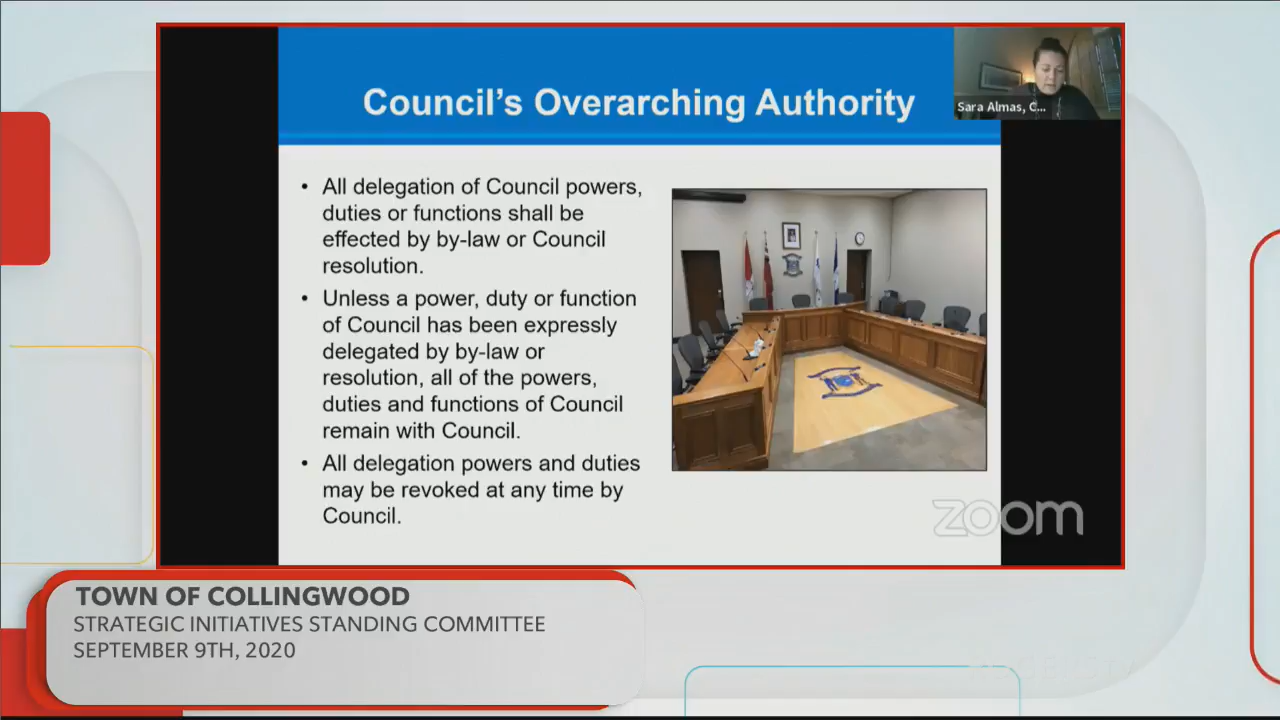 Council's Overarching Authority
Sara Almas, C...
• All delegation of Council powers,
duties or functions shall be
effected by by-law or Council
resolution.
• Unless a power, duty or function
of Council has been expressly
delegated by by-law or
resolution, all of the powers,
duties and functions of Council
remain with Council.
• All delegation powers and duties
may be revoked at any time by
Council.
zoom
TOWN OF COLLINGWOOD
STRATEGIC INITIATIVES STANDING COMMITTEE
SEPTEMBER 9TH, 2020